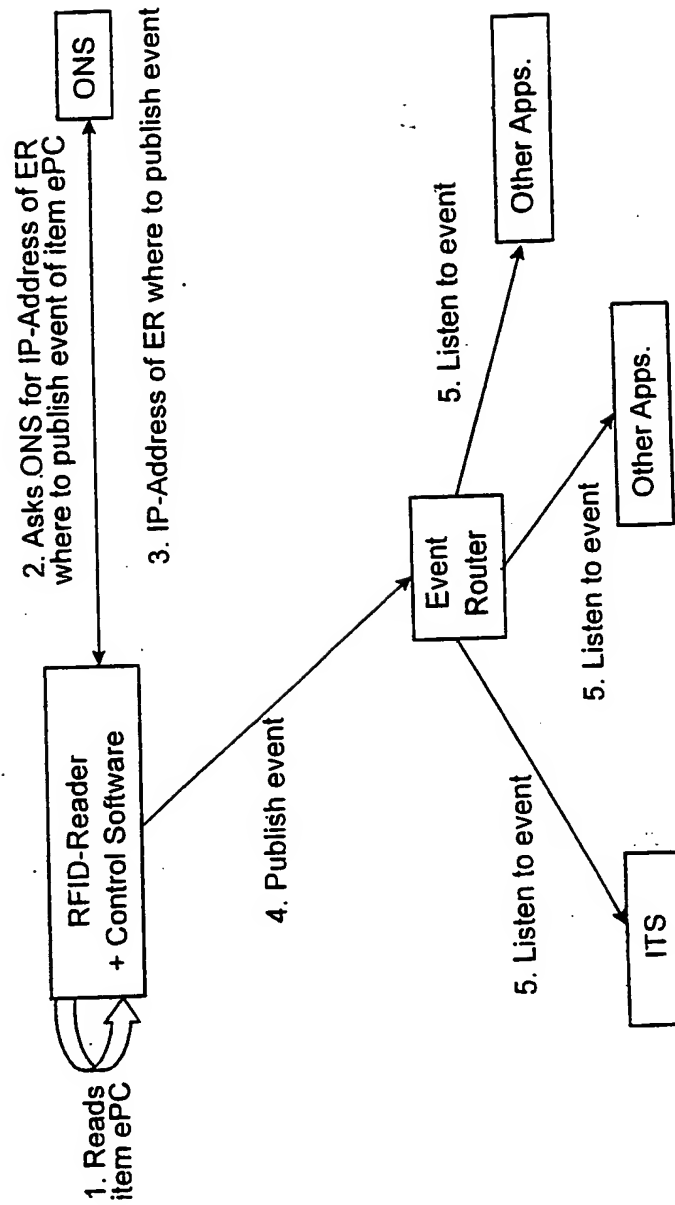 1. Reads
item ePC
RFID-Reader
+ Control Software
2. Asks ONS for IP-Address of ER
where to publish event of item ePC
ONS
3. IP-Address of ER where to publish event
4. Publish event
Event
Router
5. Listen to event
5. Listen to event
5. Listen to event
ITS
Other Apps.
Other Apps.